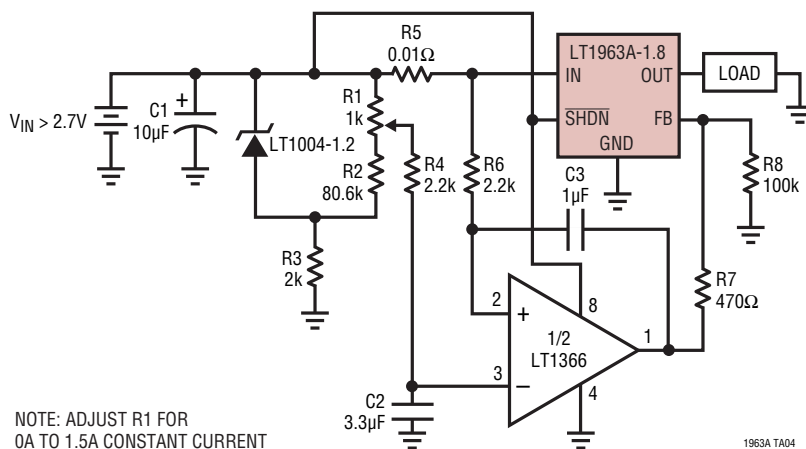 R5
0.01Ω
LT1963A-1.8
IN
OUT
LOAD
SHDN
FB
GND
VIN > 2.7V
C1
10µF
+
LT1004-1.2
R1
1k
R2
80.6k
R4
2.2k
R6
2.2k
C3
1µF
R8
100k
R3
2k
R7
470Ω
2
+
8
1/2
LT1366
1
3
–
4
C2
3.3µF
NOTE: ADJUST R1 FOR
0A TO 1.5A CONSTANT CURRENT
1963A TA04